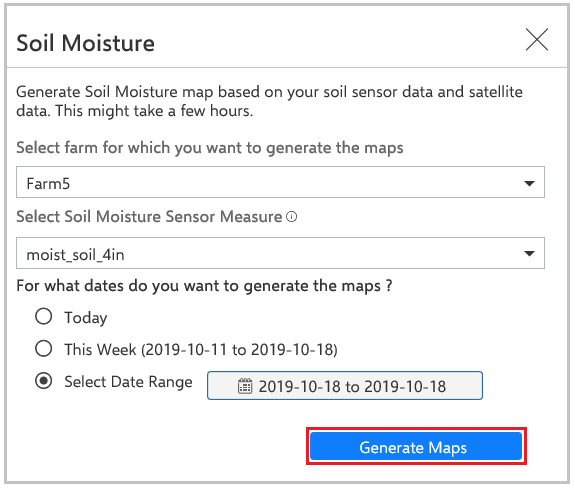 Soil Moisture
Generate Soil Moisture map based on your soil sensor data and satellite
data. This might take a few hours.
Select farm for which you want to generate the maps
Farm5
Select Soil Moisture Sensor Measure
moist_soil_4in
For what dates do you want to generate the maps ?
Today
This Week (2019-10-11 to 2019-10-18)
Select Date Range 2019-10-18 to 2019-10-18
Generate Maps